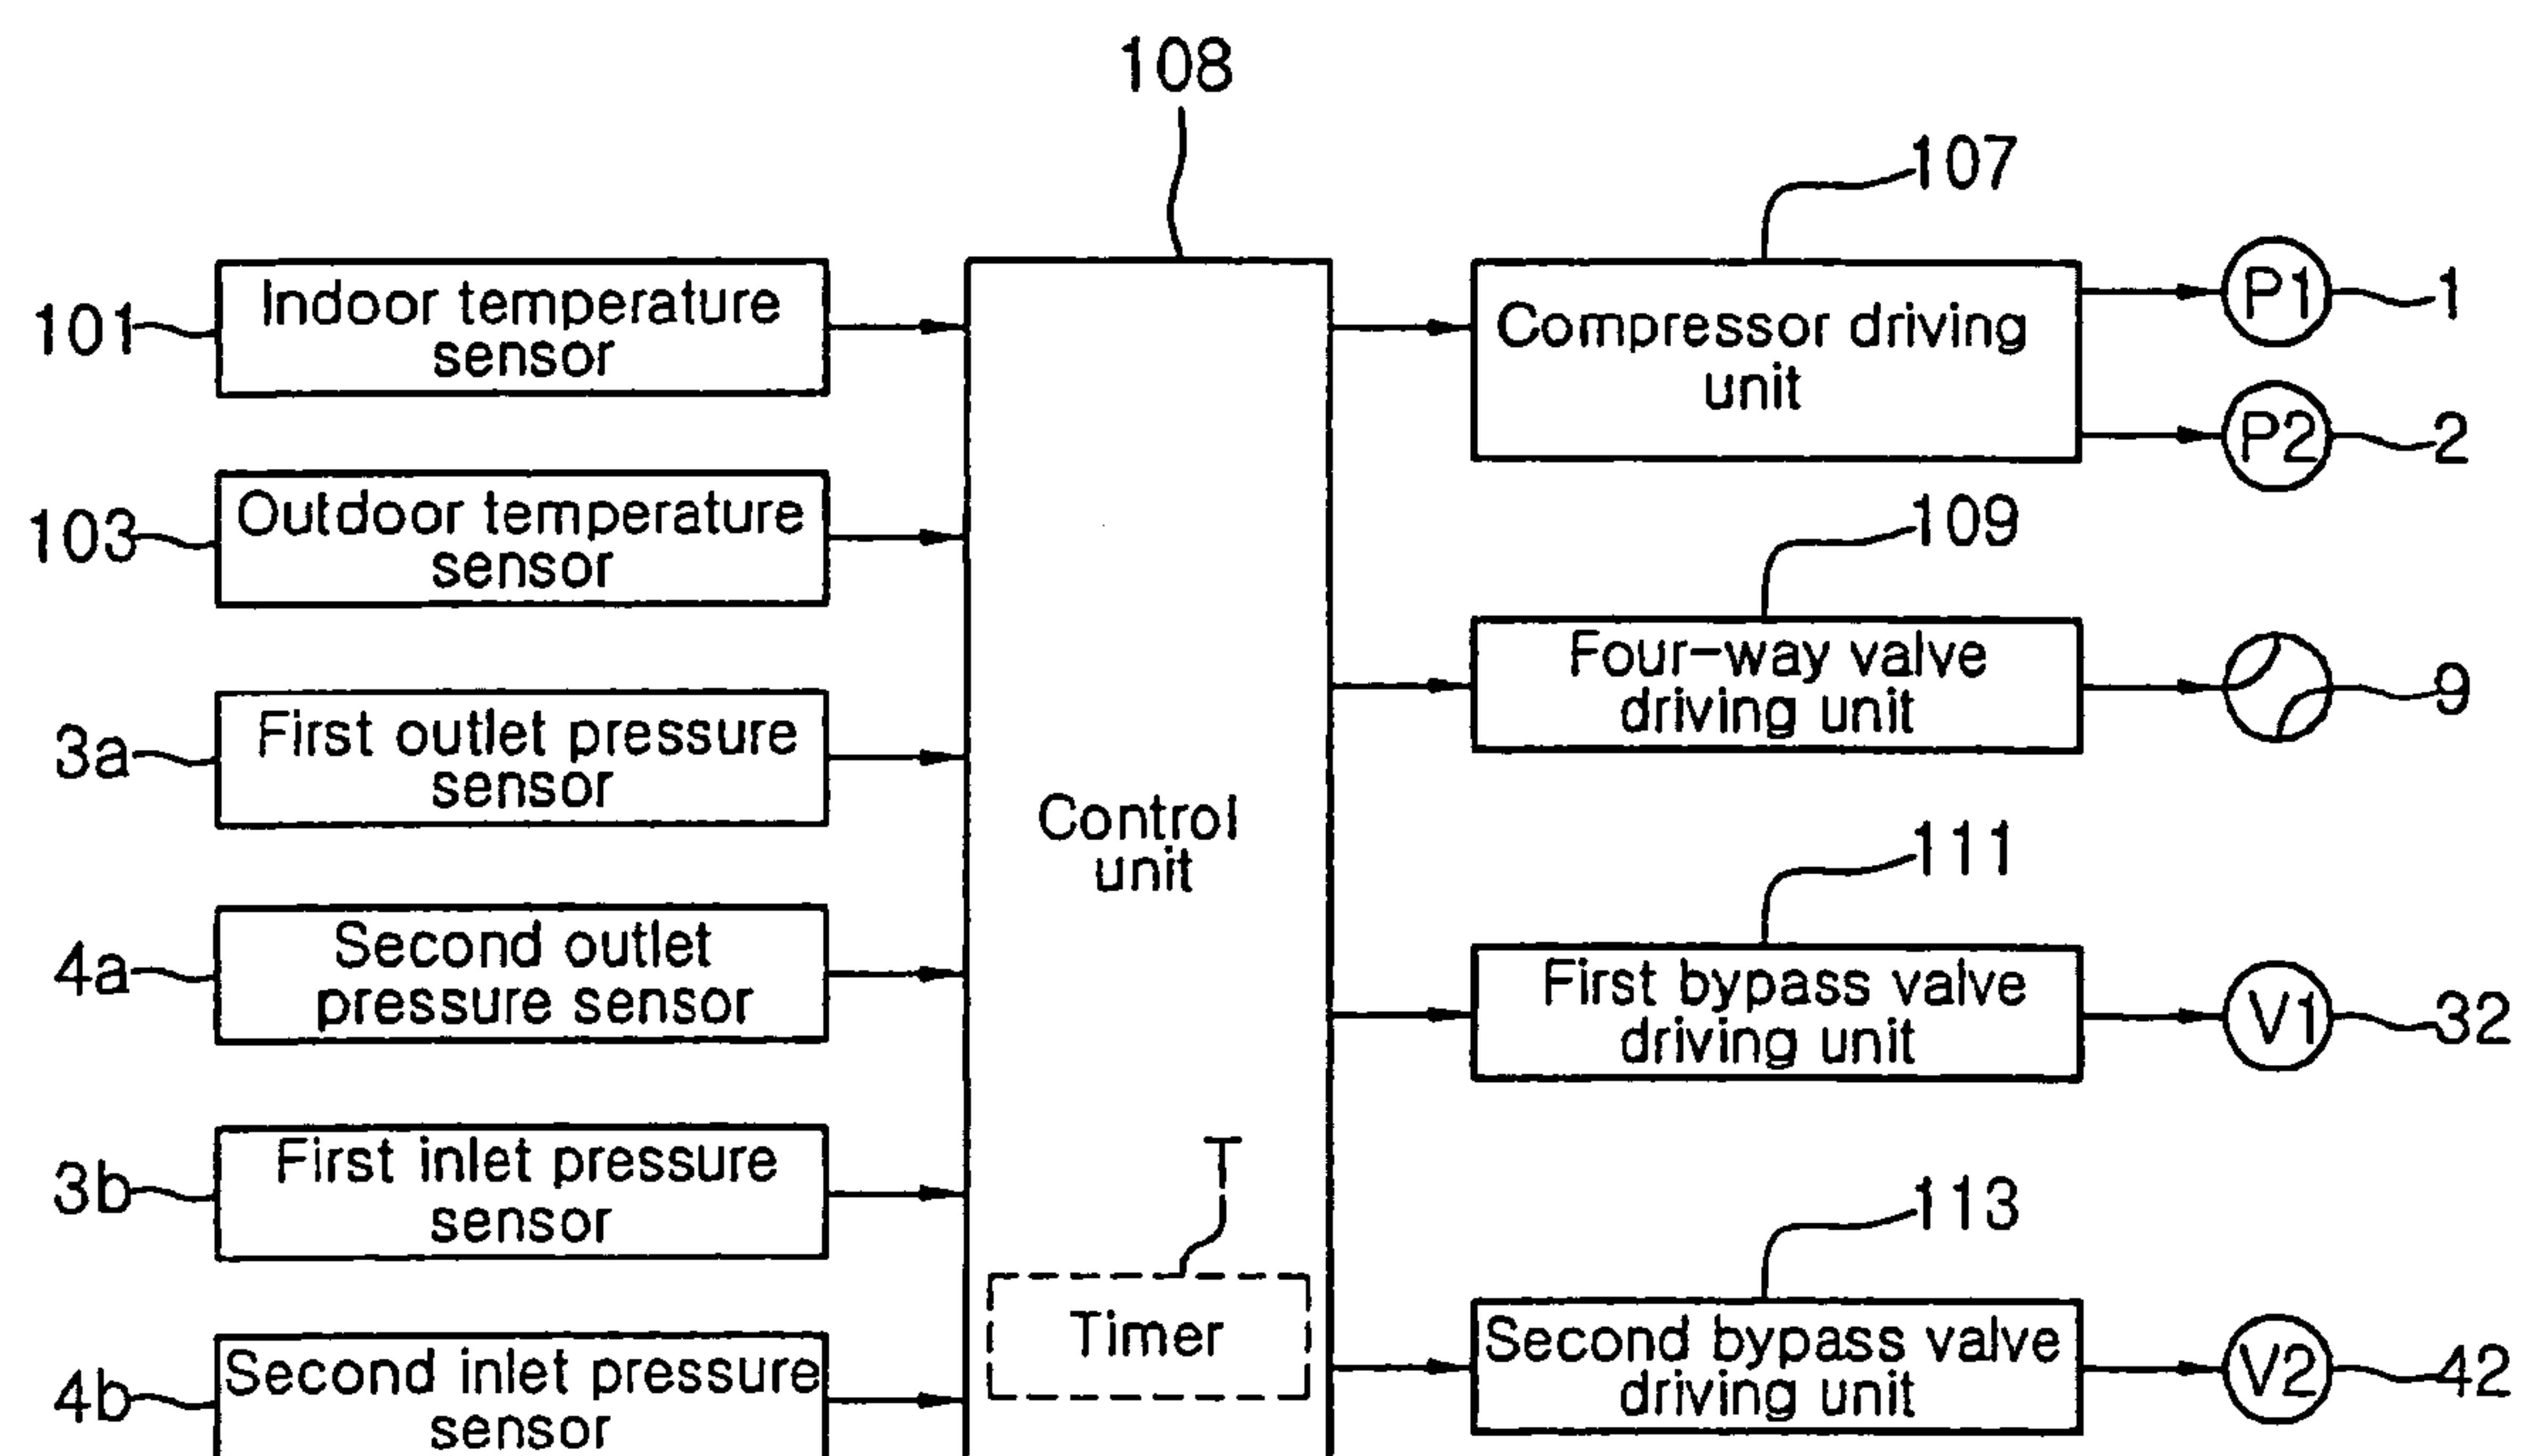 108
107
101
Indoor temperature
sensor
Compressor driving
unit
P1
1
P2
2
103
Outdoor temperature
sensor
109
Four-way valve
driving unit
9
3a
First outlet pressure
sensor
Control
unit
111
4a
Second outlet
pressure sensor
First bypass valve
driving unit
V1
32
3b
First inlet pressure
sensor
T
113
Timer
4b
Second inlet pressure
sensor
Second bypass valve
driving unit
V2
42